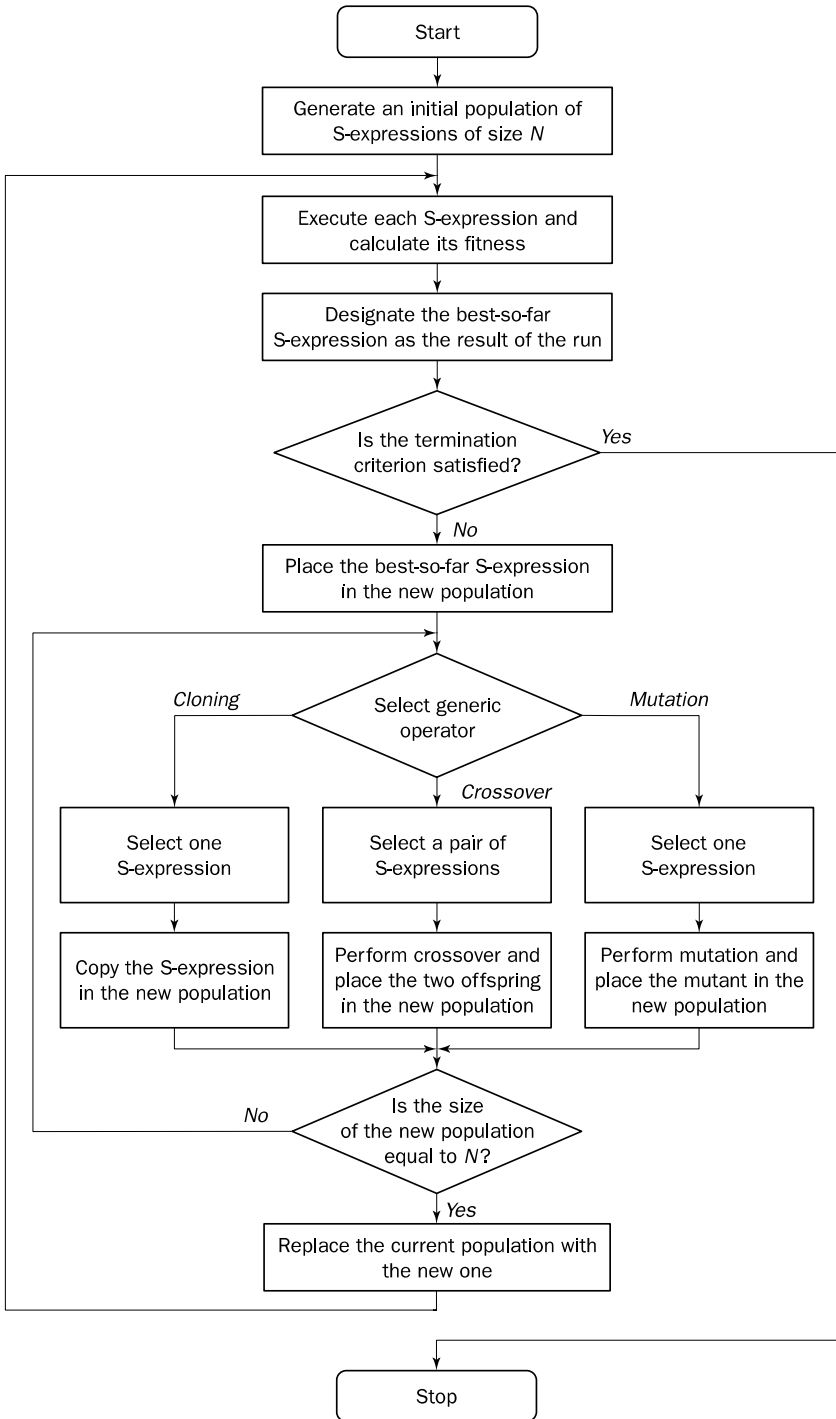 Start
Generate an initial population of
S-expressions of size N
Execute each S-expression and
calculate its fitness
Designate the best-so-far
S-expression as the result of the run
Is the termination
criterion satisfied?
Yes
No
Place the best-so-far S-expression
in the new population
Select generic
operator
Cloning
Crossover
Mutation
Select one
S-expression
Select a pair of
S-expressions
Select one
S-expression
Copy the S-expression
in the new population
Perform crossover and
place the two offspring
in the new population
Perform mutation and
place the mutant in the
new population
Is the size
of the new population
equal to N?
No
Yes
Replace the current population with
the new one
Stop